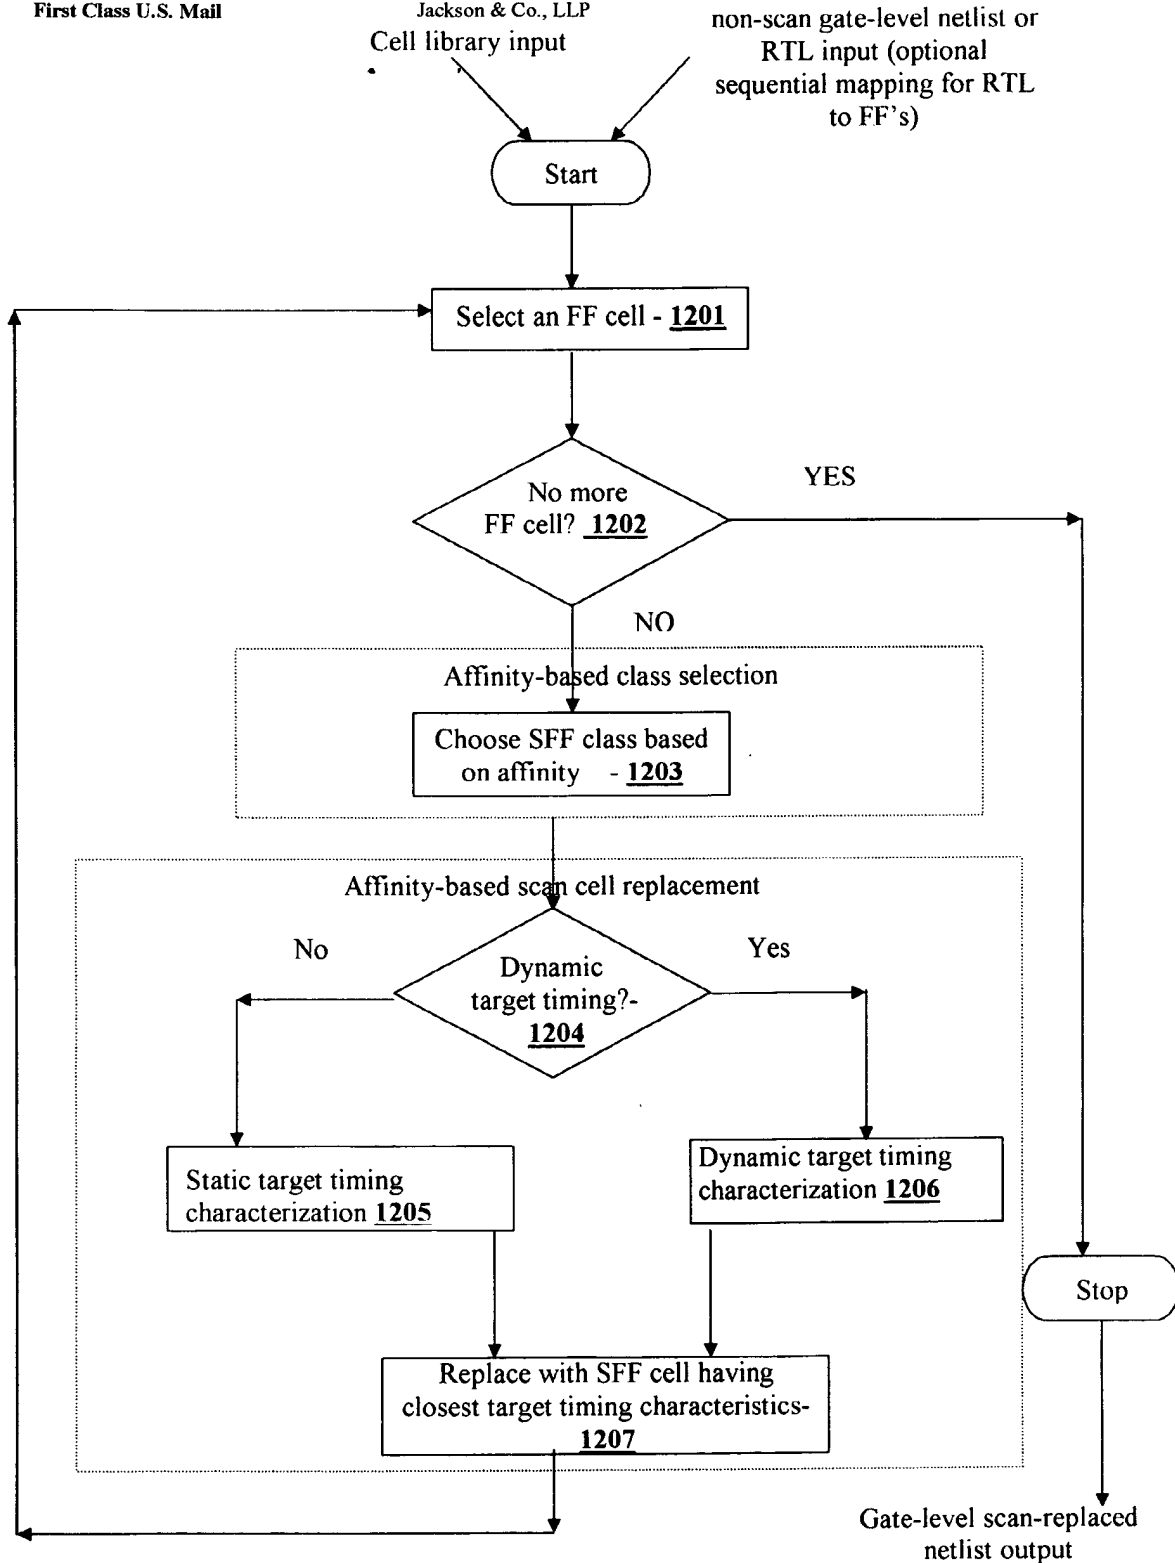 First Class U.S. Mail
Jackson & Co., LLP
Cell library input
non-scan gate-level netlist or
RTL input (optional
sequential mapping for RTL
to FF's)
Start
Select an FF cell - 1201
No more
FF cell? 1202
YES
NO
Affinity-based class selection
Choose SFF class based
on affinity - 1203
Affinity-based scan cell replacement
No
Yes
Dynamic
target timing?-
1204
Static target timing
characterization 1205
Dynamic target timing
characterization 1206
Stop
Replace with SFF cell having
closest target timing characteristics-
1207
Gate-level scan-replaced
netlist output